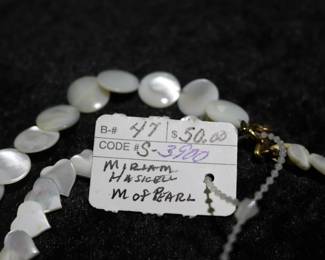 B-# 47 $50.00
CODE # S-3900
MIRIAM
HASKELL
M OF PEARL